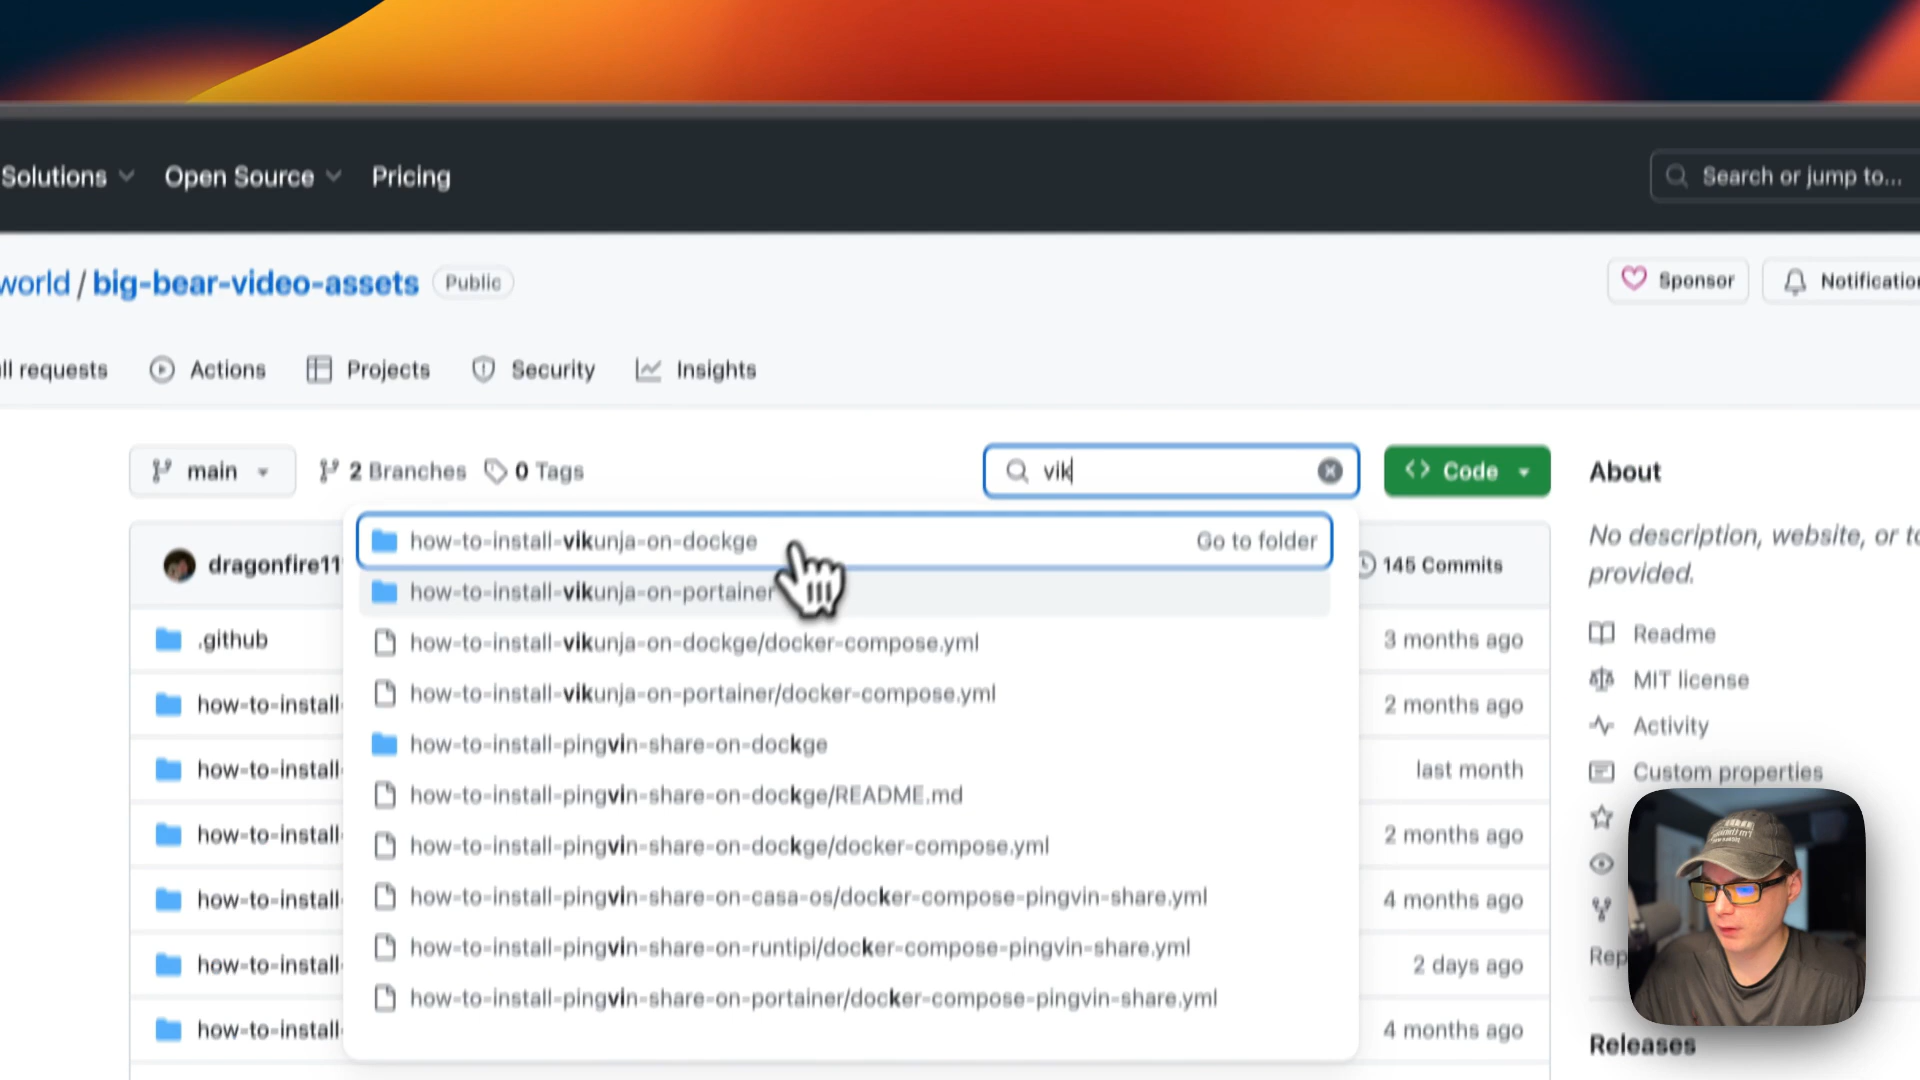 Solutions Open Source Pricing Search or jump to...
world / big-bear-video-assets Public Sponsor Notification
ll requests Actions Projects Security Insights
main 2 Branches 0 Tags vik Code About
how-to-install-vikunja-on-dockge Go to folder
No description, website, or to
provided.
dragonfire11 145 Commits
how-to-install-vikunja-on-portainer
.github 3 months ago
how-to-install-vikunja-on-dockge/docker-compose.yml
Readme
MIT license
how-to-install- 2 months ago
how-to-install-vikunja-on-portainer/docker-compose.yml
Activity
how-to-install-pingvin-share-on-dockge
how-to-install- last month
Custom properties
how-to-install-pingvin-share-on-dockge/README.md
how-to-install- 2 months ago
how-to-install-pingvin-share-on-dockge/docker-compose.yml
how-to-install- 4 months ago
how-to-install-pingvin-share-on-casa-os/docker-compose-pingvin-share.yml
how-to-install-pingvin-share-on-runtipi/docker-compose-pingvin-share.yml
how-to-install- 2 days ago
Rep
how-to-install-pingvin-share-on-portainer/docker-compose-pingvin-share.yml
how-to-install- 4 months ago
Releases